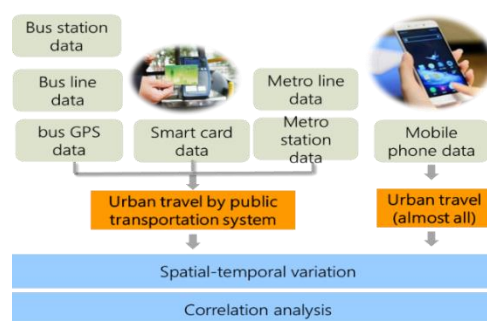 Bus station
data
Bus line
data
Metro line
data
bus GPS
data
Smart card
data
Metro
station
data
Mobile
phone data
Urban travel by public
transportation system
Urban travel
(almost all)
Spatial-temporal variation
Correlation analysis